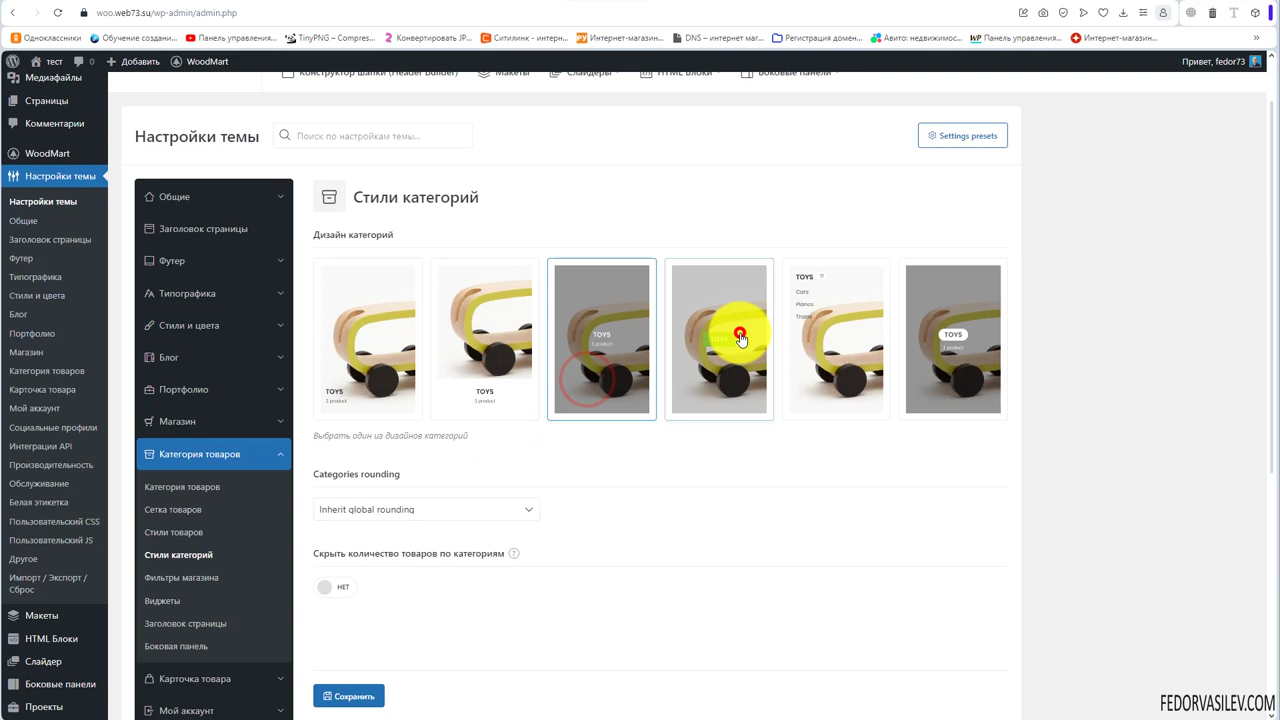 woo.web73.su/wp-admin/admin.php
Одноклассники
Обучение создани...
Панель управления...
TinyPNG – Compres...
Конвертировать JP...
Ситилинк - интерн...
Интернет-магазин...
DNS – интернет маг...
Регистрация домен...
Авито: недвижимос...
Панель управления...
Интернет-магазин...
тест
0
Добавить
WoodMart
Привет, fedor73
Конструктор шапки (Header builder)
Макеты
Слайдеры
HTML Блоки
Боковые панели
Медиафайлы
Страницы
Комментарии
WoodMart
Настройки темы
Настройки темы
Общие
Заголовок страницы
Футер
Типографика
Стили и цвета
Блог
Портфолио
Магазин
Категория товаров
Карточка товара
Мой аккаунт
Социальные профили
Интеграции API
Производительность
Обслуживание
Белая этикетка
Пользовательский CSS
Пользовательский JS
Другое
Импорт / Экспорт /
Сброс
Макеты
HTML Блоки
Слайдер
Боковые панели
Проекты
Настройки темы
Поиск по настройкам темы...
Settings presets
Общие
Заголовок страницы
Футер
Типографика
Стили и цвета
Блог
Портфолио
Магазин
Категория товаров
Категория товаров
Сетка товаров
Стили товаров
Стили категорий
Фильтры магазина
Виджеты
Заголовок страницы
Боковая панель
Карточка товара
Мой аккаунт
Стили категорий
Дизайн категорий
TOYS
1 product
TOYS
1 product
TOYS
1 product
TOYS
TOYS
Cars
Planos
Trains
TOYS
1 product
Выбрать один из дизайнов категорий
Categories rounding
Inherit global rounding
Скрыть количество товаров по категориям
?
НЕТ
Сохранить
FEDORVASILEV.COM